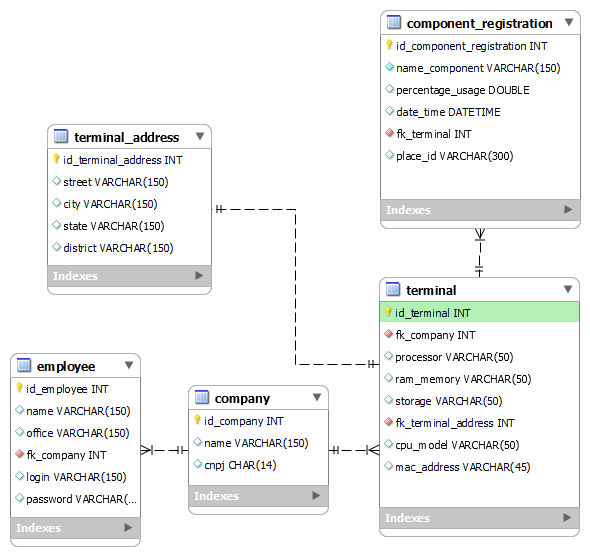 component_registration
id_component_registration INT
name_component VARCHAR(150)
percentage_usage DOUBLE
date_time DATETIME
fk_terminal INT
place_id VARCHAR(300)
Indexes
terminal_address
id_terminal_address INT
street VARCHAR(150)
city VARCHAR(150)
state VARCHAR(150)
district VARCHAR(150)
Indexes
terminal
id_terminal INT
fk_company INT
processor VARCHAR(50)
ram_memory VARCHAR(50)
storage VARCHAR(50)
fk_terminal_address INT
cpu_model VARCHAR(50)
mac_address VARCHAR(45)
Indexes
employee
id_employee INT
name VARCHAR(150)
office VARCHAR(150)
fk_company INT
login VARCHAR(150)
password VARCHAR(...
Indexes
company
id_company INT
name VARCHAR(150)
cnpj CHAR(14)
Indexes